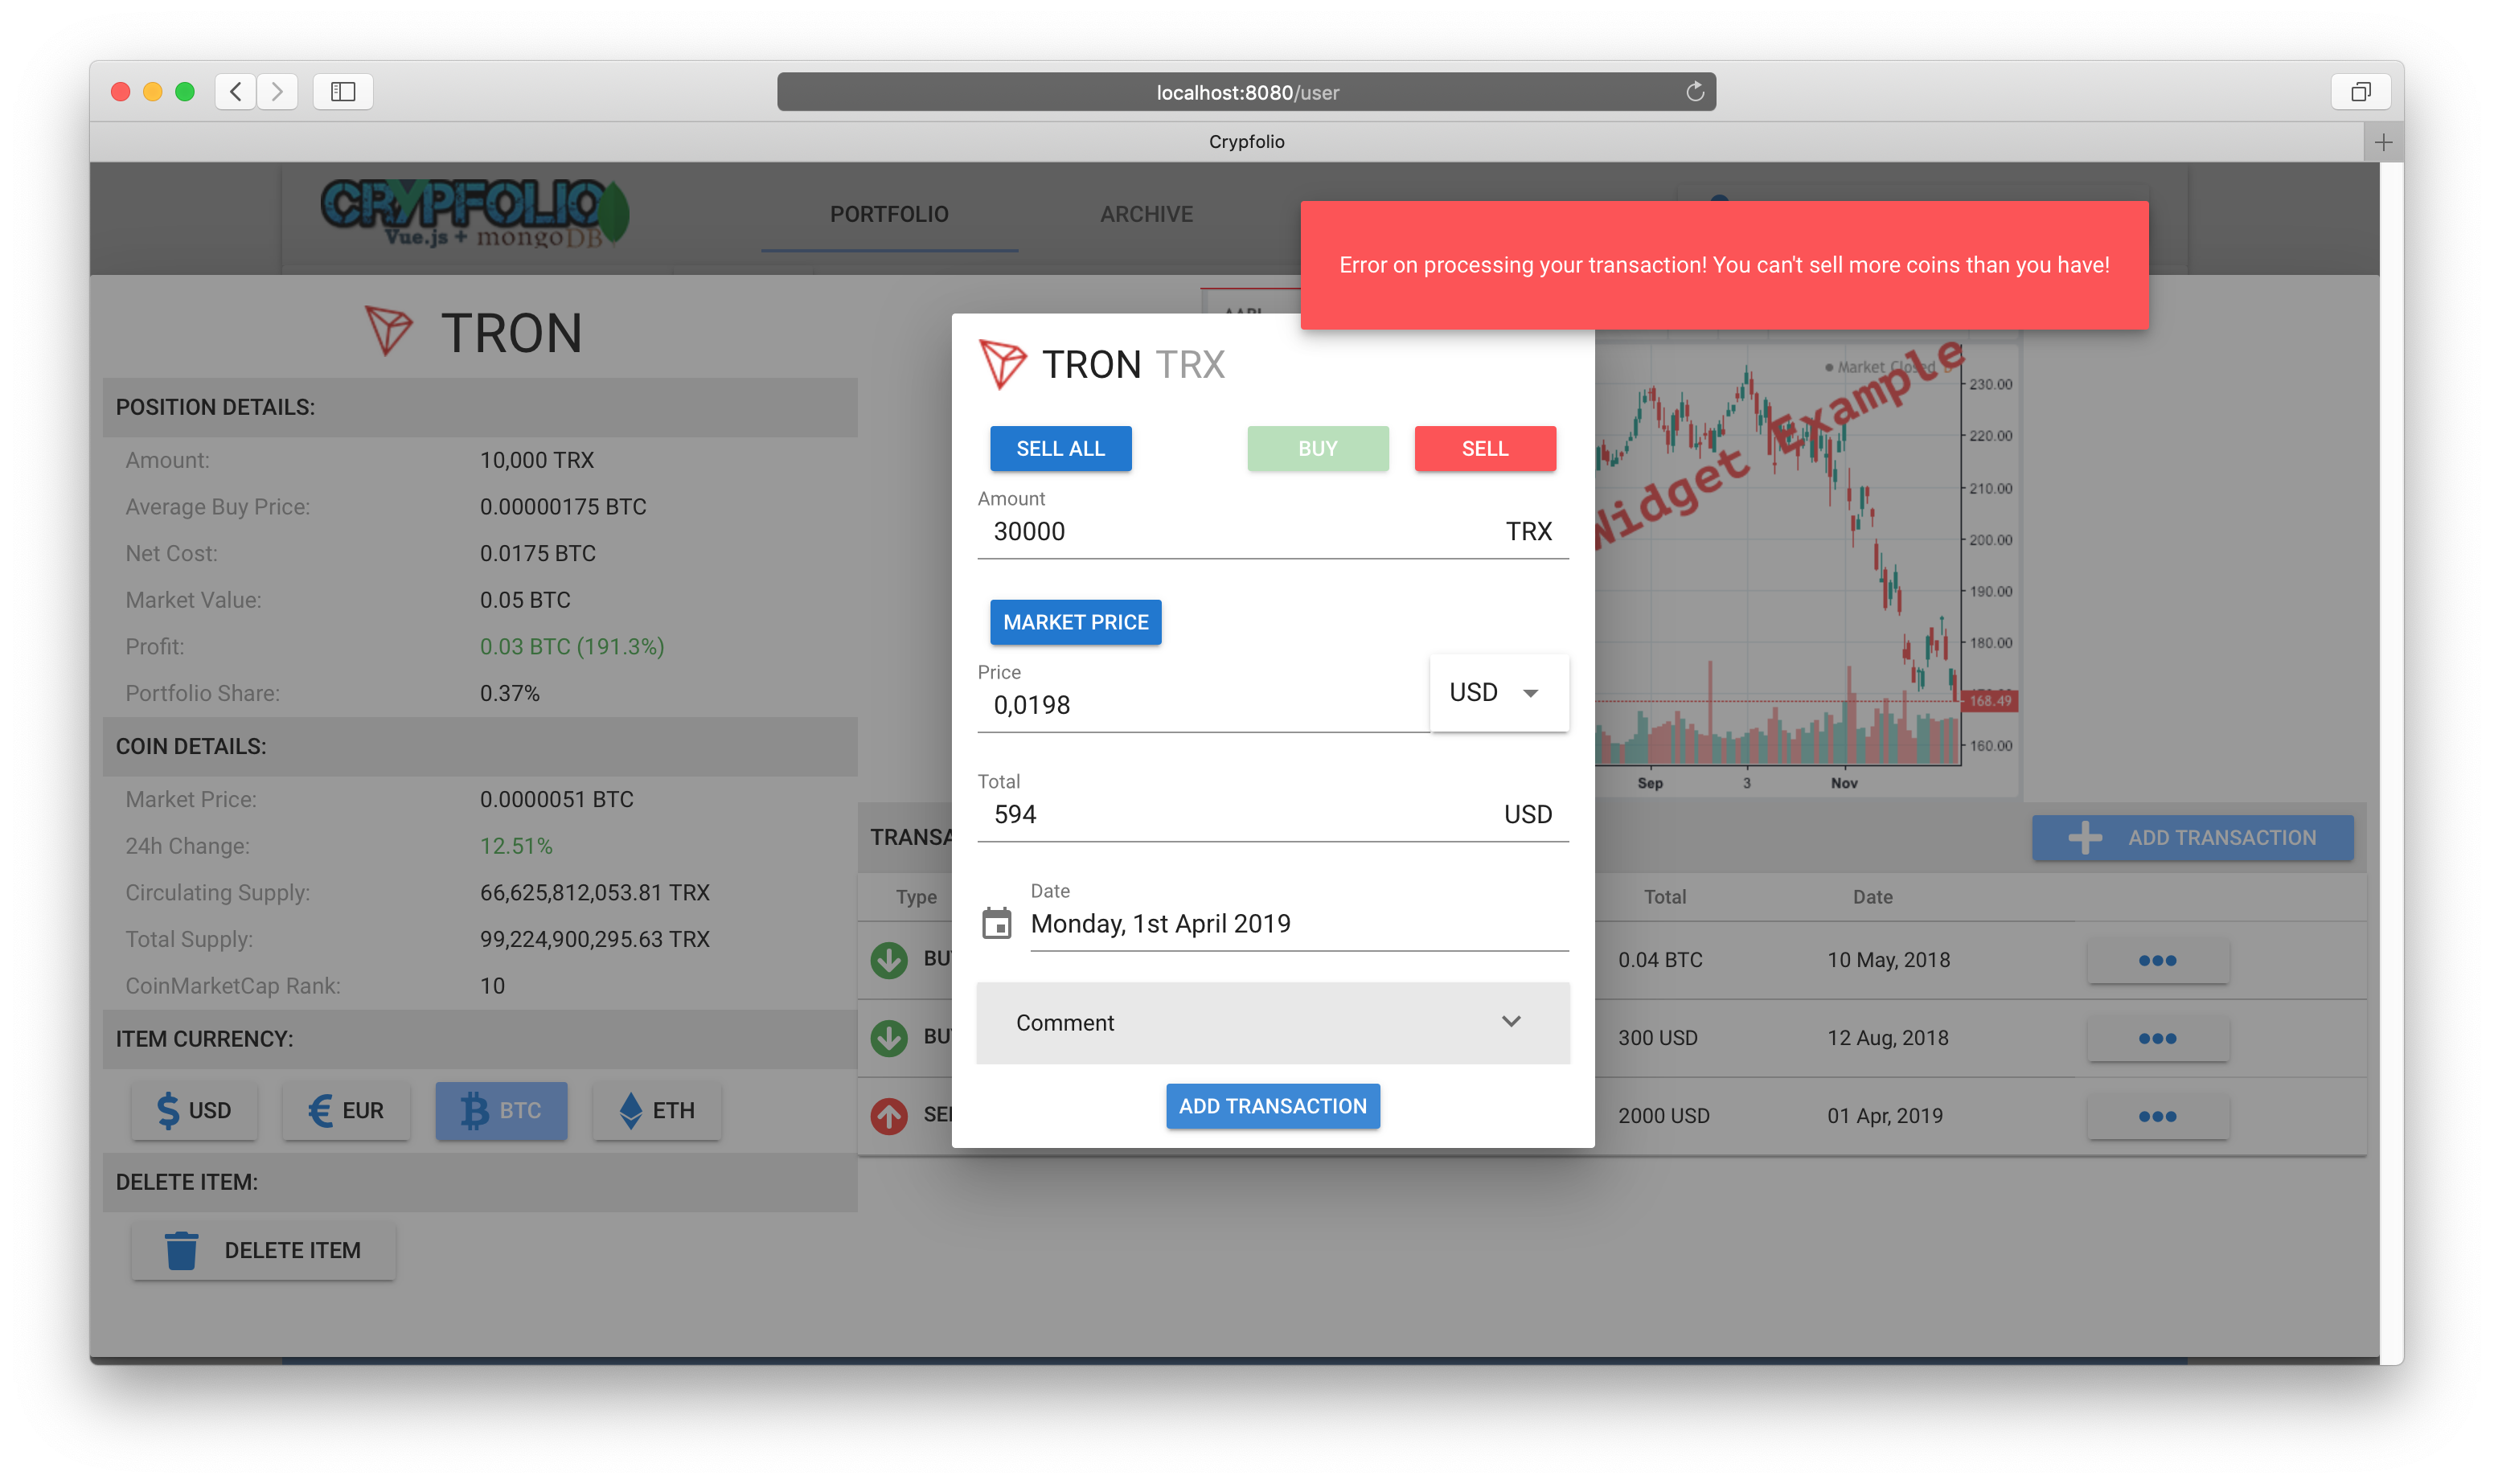 localhost:8080/user
Crypfolio
CRYPFOLIO
Vue.js + mongoDB
PORTFOLIO
ARCHIVE
Error on processing your transaction! You can't sell more coins than you have!
TRON
POSITION DETAILS:
Amount: 10,000 TRX
Average Buy Price: 0.00000175 BTC
Net Cost: 0.0175 BTC
Market Value: 0.05 BTC
Profit: 0.03 BTC (191.3%)
Portfolio Share: 0.37%
COIN DETAILS:
Market Price: 0.0000051 BTC
24h Change: 12.51%
Circulating Supply: 66,625,812,053.81 TRX
Total Supply: 99,224,900,295.63 TRX
CoinMarketCap Rank: 10
ITEM CURRENCY:
USD EUR BTC ETH
DELETE ITEM:
DELETE ITEM
TRON TRX
SELL ALL BUY SELL
Amount
30000 TRX
MARKET PRICE
Price
0,0198 USD
Total
594 USD
Date
Monday, 1st April 2019
Comment
ADD TRANSACTION
Market Closed
Widget Example
230.00
220.00
210.00
200.00
190.00
180.00
168.49
160.00
Sep 3 Nov
TRANSA
ADD TRANSACTION
Type Total Date
BU 0.04 BTC 10 May, 2018
BU 300 USD 12 Aug, 2018
SE 2000 USD 01 Apr, 2019